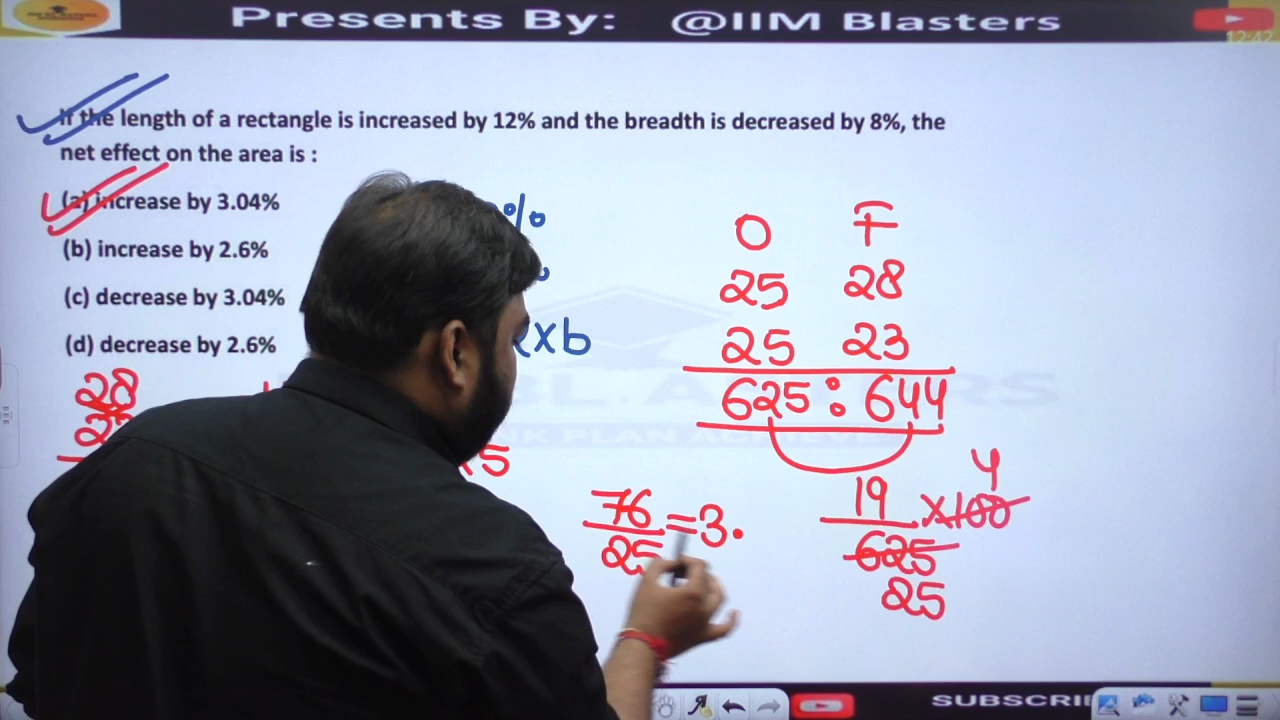 Presents By: @IIM Blasters
12:42
If the length of a rectangle is increased by 12% and the breadth is decreased by 8%, the
net effect on the area is :
(a) increase by 3.04%
(b) increase by 2.6%
(c) decrease by 3.04%
(d) decrease by 2.6%
%
x b
O F
25 28
25 23
625 : 644
28
19/625 x 100
4
25
76/25 = 3.
SUBSCRI